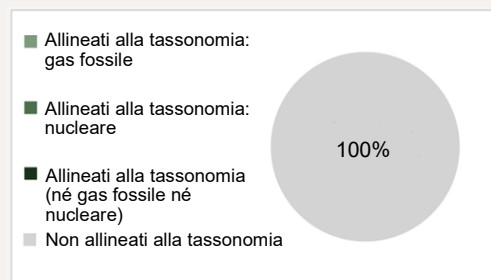 Allineati alla tassonomia:
gas fossile
Allineati alla tassonomia:
nucleare
Allineati alla tassonomia
(né gas fossile né
nucleare)
Non allineati alla tassonomia
100%